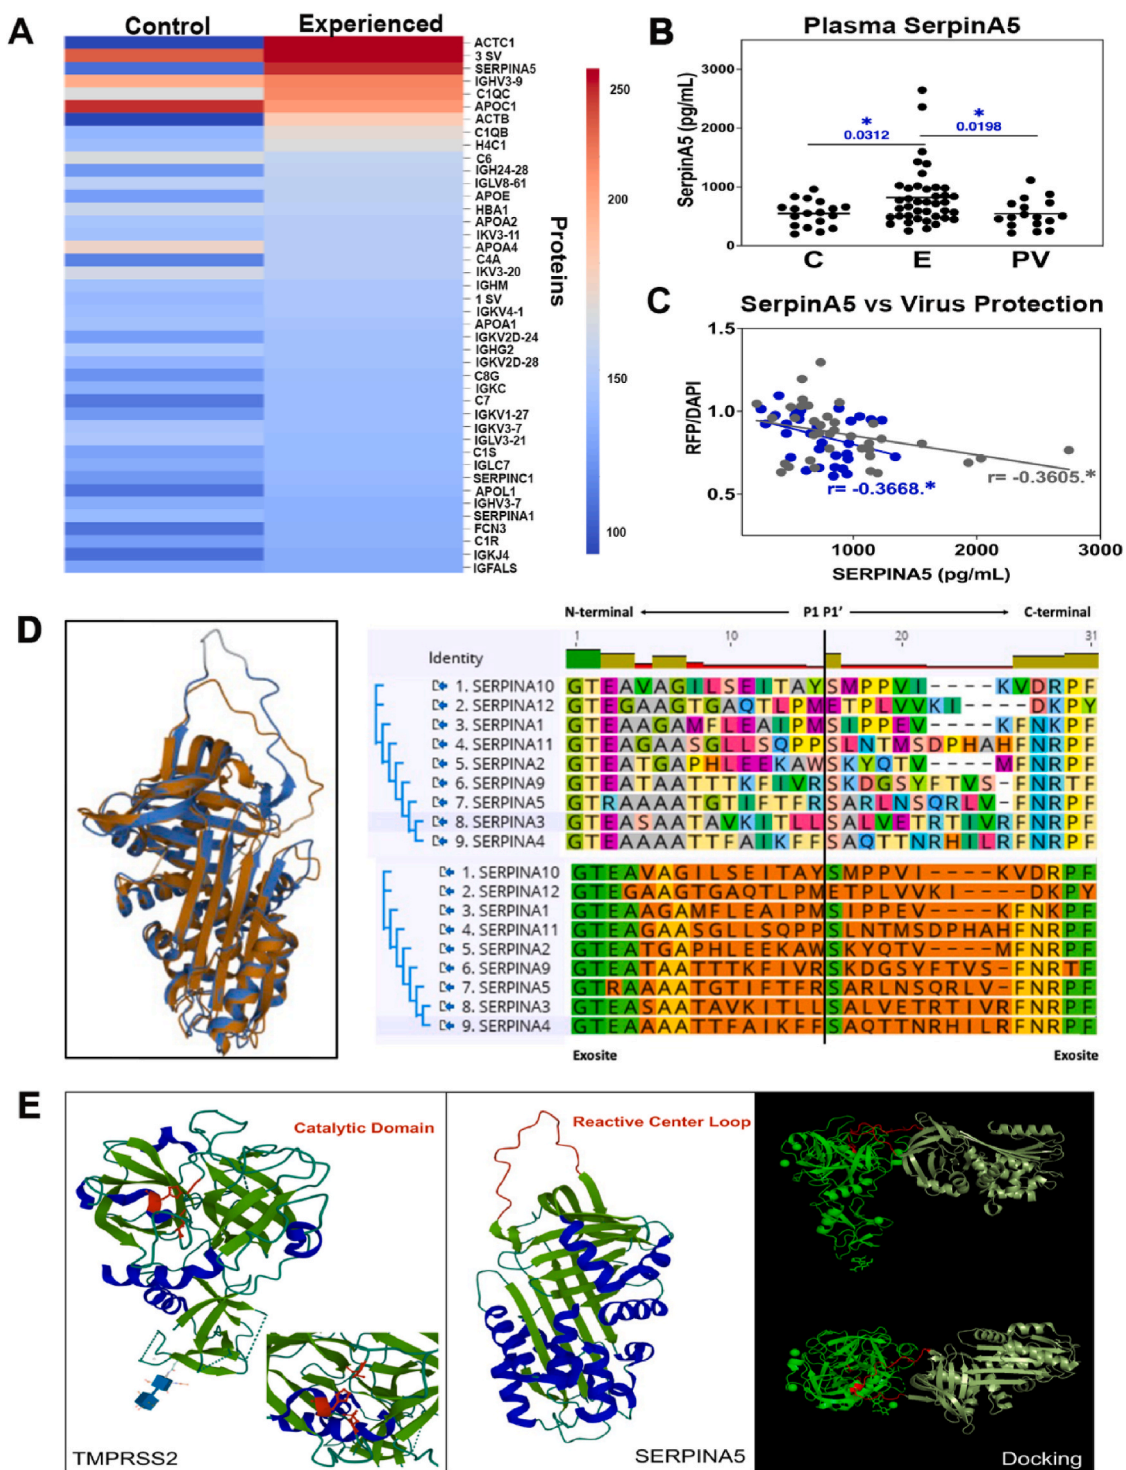 A
Control
Experienced
ACTC1
3 SV
SERPINA5
IGHV3-9
C1QC
APOC1
ACTB
C1QB
H4C1
C6
IGH24-28
IGLV8-61
APOE
HBA1
APOA2
IKV3-11
APOA4
C4A
IKV3-20
IGHM
1 SV
IGKV4-1
APOA1
IGKV2D-24
IGHG2
IGKV2D-28
C8G
IGKC
C7
IGKV1-27
IGKV3-7
IGLV3-21
C1S
IGLC7
SERPINC1
APOL1
IGHV3-7
SERPINA1
FCN3
C1R
IGKJ4
IGFALS
Proteins
250
200
150
100
B
Plasma SerpinA5
SerpinA5 (pg/mL)
3000
2000
1000
0
*
0.0312
*
0.0198
C
E
PV
C
SerpinA5 vs Virus Protection
RFP/DAPI
1.5
1.0
0.5
r= -0.3668.*
r= -0.3605.*
1000
2000
3000
SERPINA5 (pg/mL)
D
N-terminal
P1 P1'
C-terminal
1
10
20
31
Identity
1. SERPINA10 GTEAVAGILSEITAYSMPPVI----KVDRPF
2. SERPINA12 GTEGAAGTGAQTLPMETPLVVKI----DKPY
3. SERPINA1 GTEAAGAMFLEAIPMSIPPEV----KFNKPF
4. SERPINA11 GTEAGAASGLLSQPPSLNTMSDPHAHFNRPF
5. SERPINA2 GTEATGAPHLEEKAWSKYQTV----MFNRPF
6. SERPINA9 GTEATAATTTKFIVRSKDGSYFTVS-FNRTF
7. SERPINA5 GTRAAAATGTIFTFRSARLNSQRLV-FNRPF
8. SERPINA3 GTEASAATAVKITLLSALVETRTIVRFNRPF
9. SERPINA4 GTEAAAATTFAIKFFSAQTTNRHILRFNRPF
1. SERPINA10 GTEAVAGILSEITAYSMPPVI----KVDRPF
2. SERPINA12 GTEGAAGTGAQTLPMETPLVVKI----DKPY
3. SERPINA1 GTEAAGAMFLEAIPMSIPPEV----KFNKPF
4. SERPINA11 GTEAGAASGLLSQPPSLNTMSDPHAHFNRPF
5. SERPINA2 GTEATGAPHLEEKAWSKYQTV----MFNRPF
6. SERPINA9 GTEATAATTTKFIVRSKDGSYFTVS-FNRTF
7. SERPINA5 GTRAAAATGTIFTFRSARLNSQRLV-FNRPF
8. SERPINA3 GTEASAATAVKITLLSALVETRTIVRFNRPF
9. SERPINA4 GTEAAAATTFAIKFFSAQTTNRHILRFNRPF
Exosite
Exosite
E
Catalytic Domain
TMPRSS2
Reactive Center Loop
SERPINA5
Docking